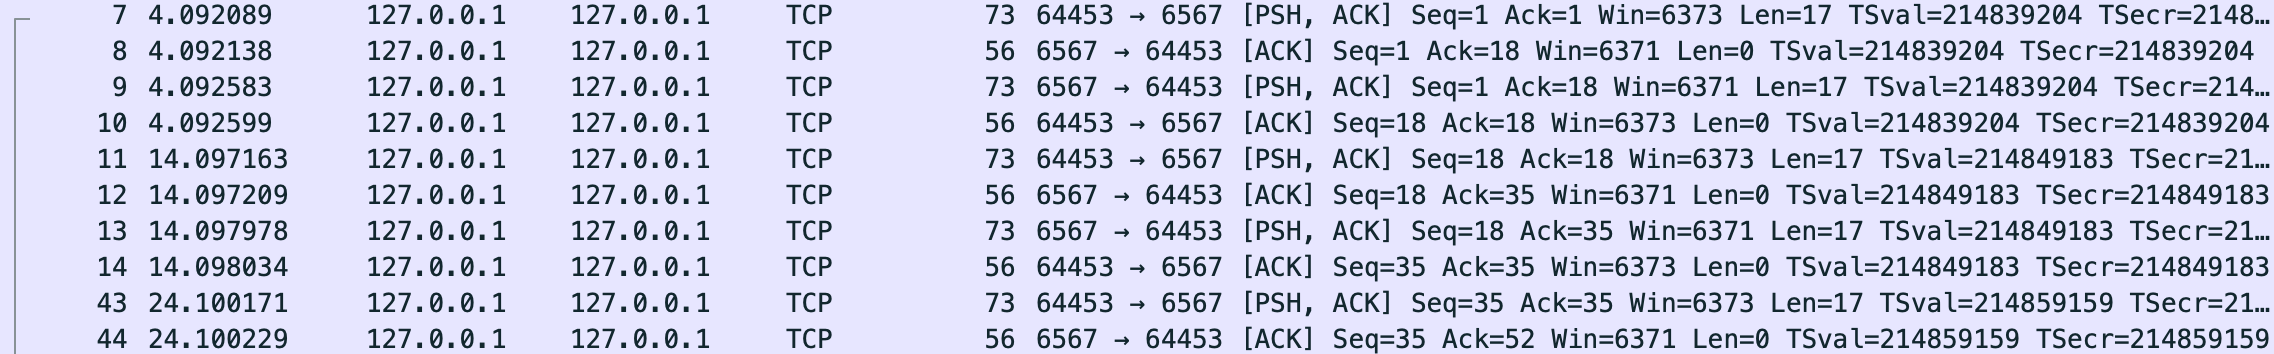 7 4.092089 127.0.0.1 127.0.0.1 TCP 73 64453 → 6567 [PSH, ACK] Seq=1 Ack=1 Win=6373 Len=17 TSval=214839204 TSecr=2148…
8 4.092138 127.0.0.1 127.0.0.1 TCP 56 6567 → 64453 [ACK] Seq=1 Ack=18 Win=6371 Len=0 TSval=214839204 TSecr=214839204
9 4.092583 127.0.0.1 127.0.0.1 TCP 73 6567 → 64453 [PSH, ACK] Seq=1 Ack=18 Win=6371 Len=17 TSval=214839204 TSecr=214…
10 4.092599 127.0.0.1 127.0.0.1 TCP 56 64453 → 6567 [ACK] Seq=18 Ack=18 Win=6373 Len=0 TSval=214839204 TSecr=214839204
11 14.097163 127.0.0.1 127.0.0.1 TCP 73 64453 → 6567 [PSH, ACK] Seq=18 Ack=18 Win=6373 Len=17 TSval=214849183 TSecr=21…
12 14.097209 127.0.0.1 127.0.0.1 TCP 56 6567 → 64453 [ACK] Seq=18 Ack=35 Win=6371 Len=0 TSval=214849183 TSecr=214849183
13 14.097978 127.0.0.1 127.0.0.1 TCP 73 6567 → 64453 [PSH, ACK] Seq=18 Ack=35 Win=6371 Len=17 TSval=214849183 TSecr=21…
14 14.098034 127.0.0.1 127.0.0.1 TCP 56 64453 → 6567 [ACK] Seq=35 Ack=35 Win=6373 Len=0 TSval=214849183 TSecr=214849183
43 24.100171 127.0.0.1 127.0.0.1 TCP 73 64453 → 6567 [PSH, ACK] Seq=35 Ack=35 Win=6373 Len=17 TSval=214859159 TSecr=21…
44 24.100229 127.0.0.1 127.0.0.1 TCP 56 6567 → 64453 [ACK] Seq=35 Ack=52 Win=6371 Len=0 TSval=214859159 TSecr=214859159